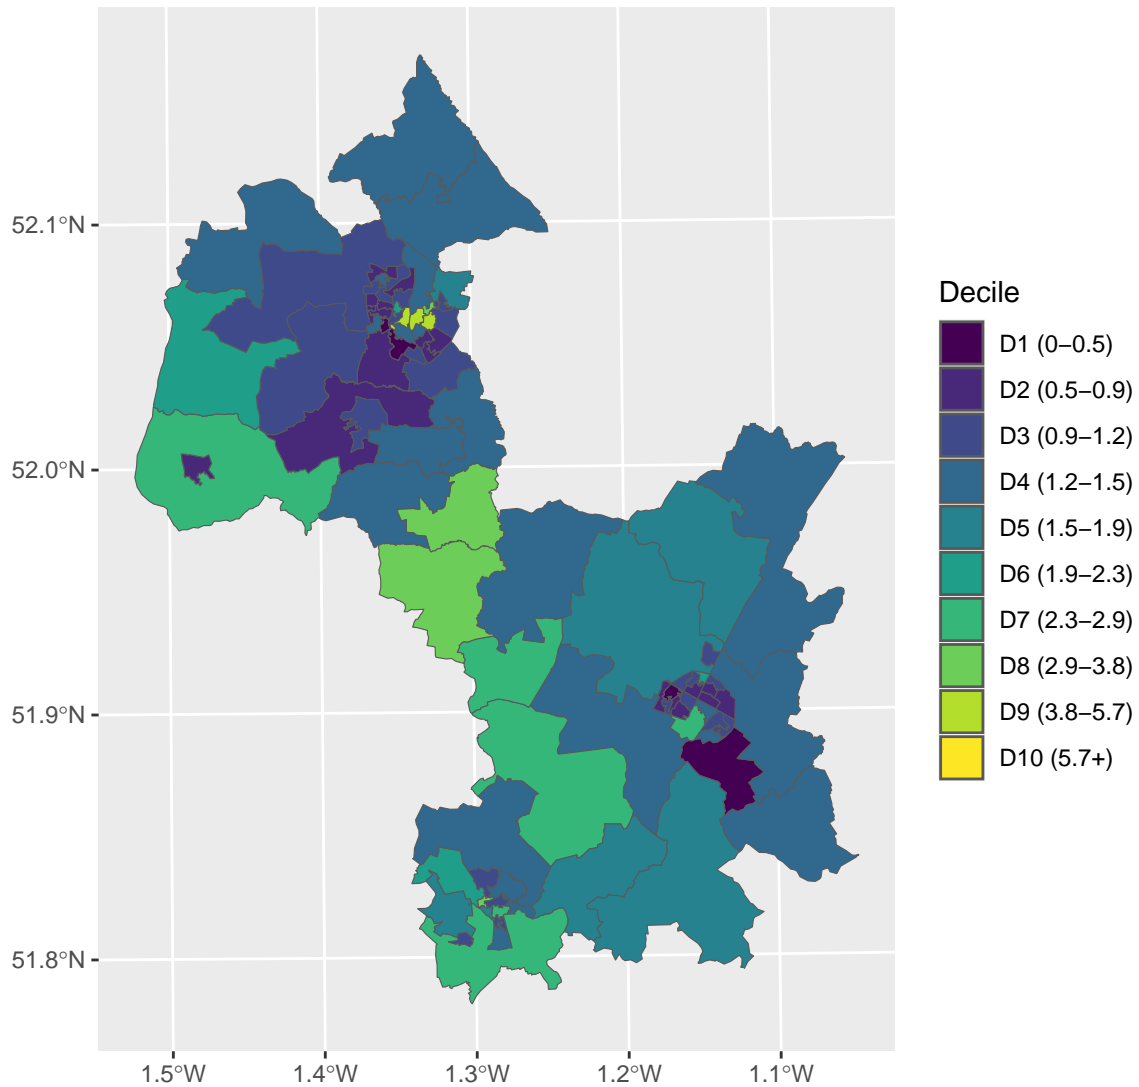 52.1°N
52.0°N
51.9°N
51.8°N
1.5°W
1.4°W
1.3°W
1.2°W
1.1°W
Decile
D1 (0−0.5)
D2 (0.5−0.9)
D3 (0.9−1.2)
D4 (1.2−1.5)
D5 (1.5−1.9)
D6 (1.9−2.3)
D7 (2.3−2.9)
D8 (2.9−3.8)
D9 (3.8−5.7)
D10 (5.7+)